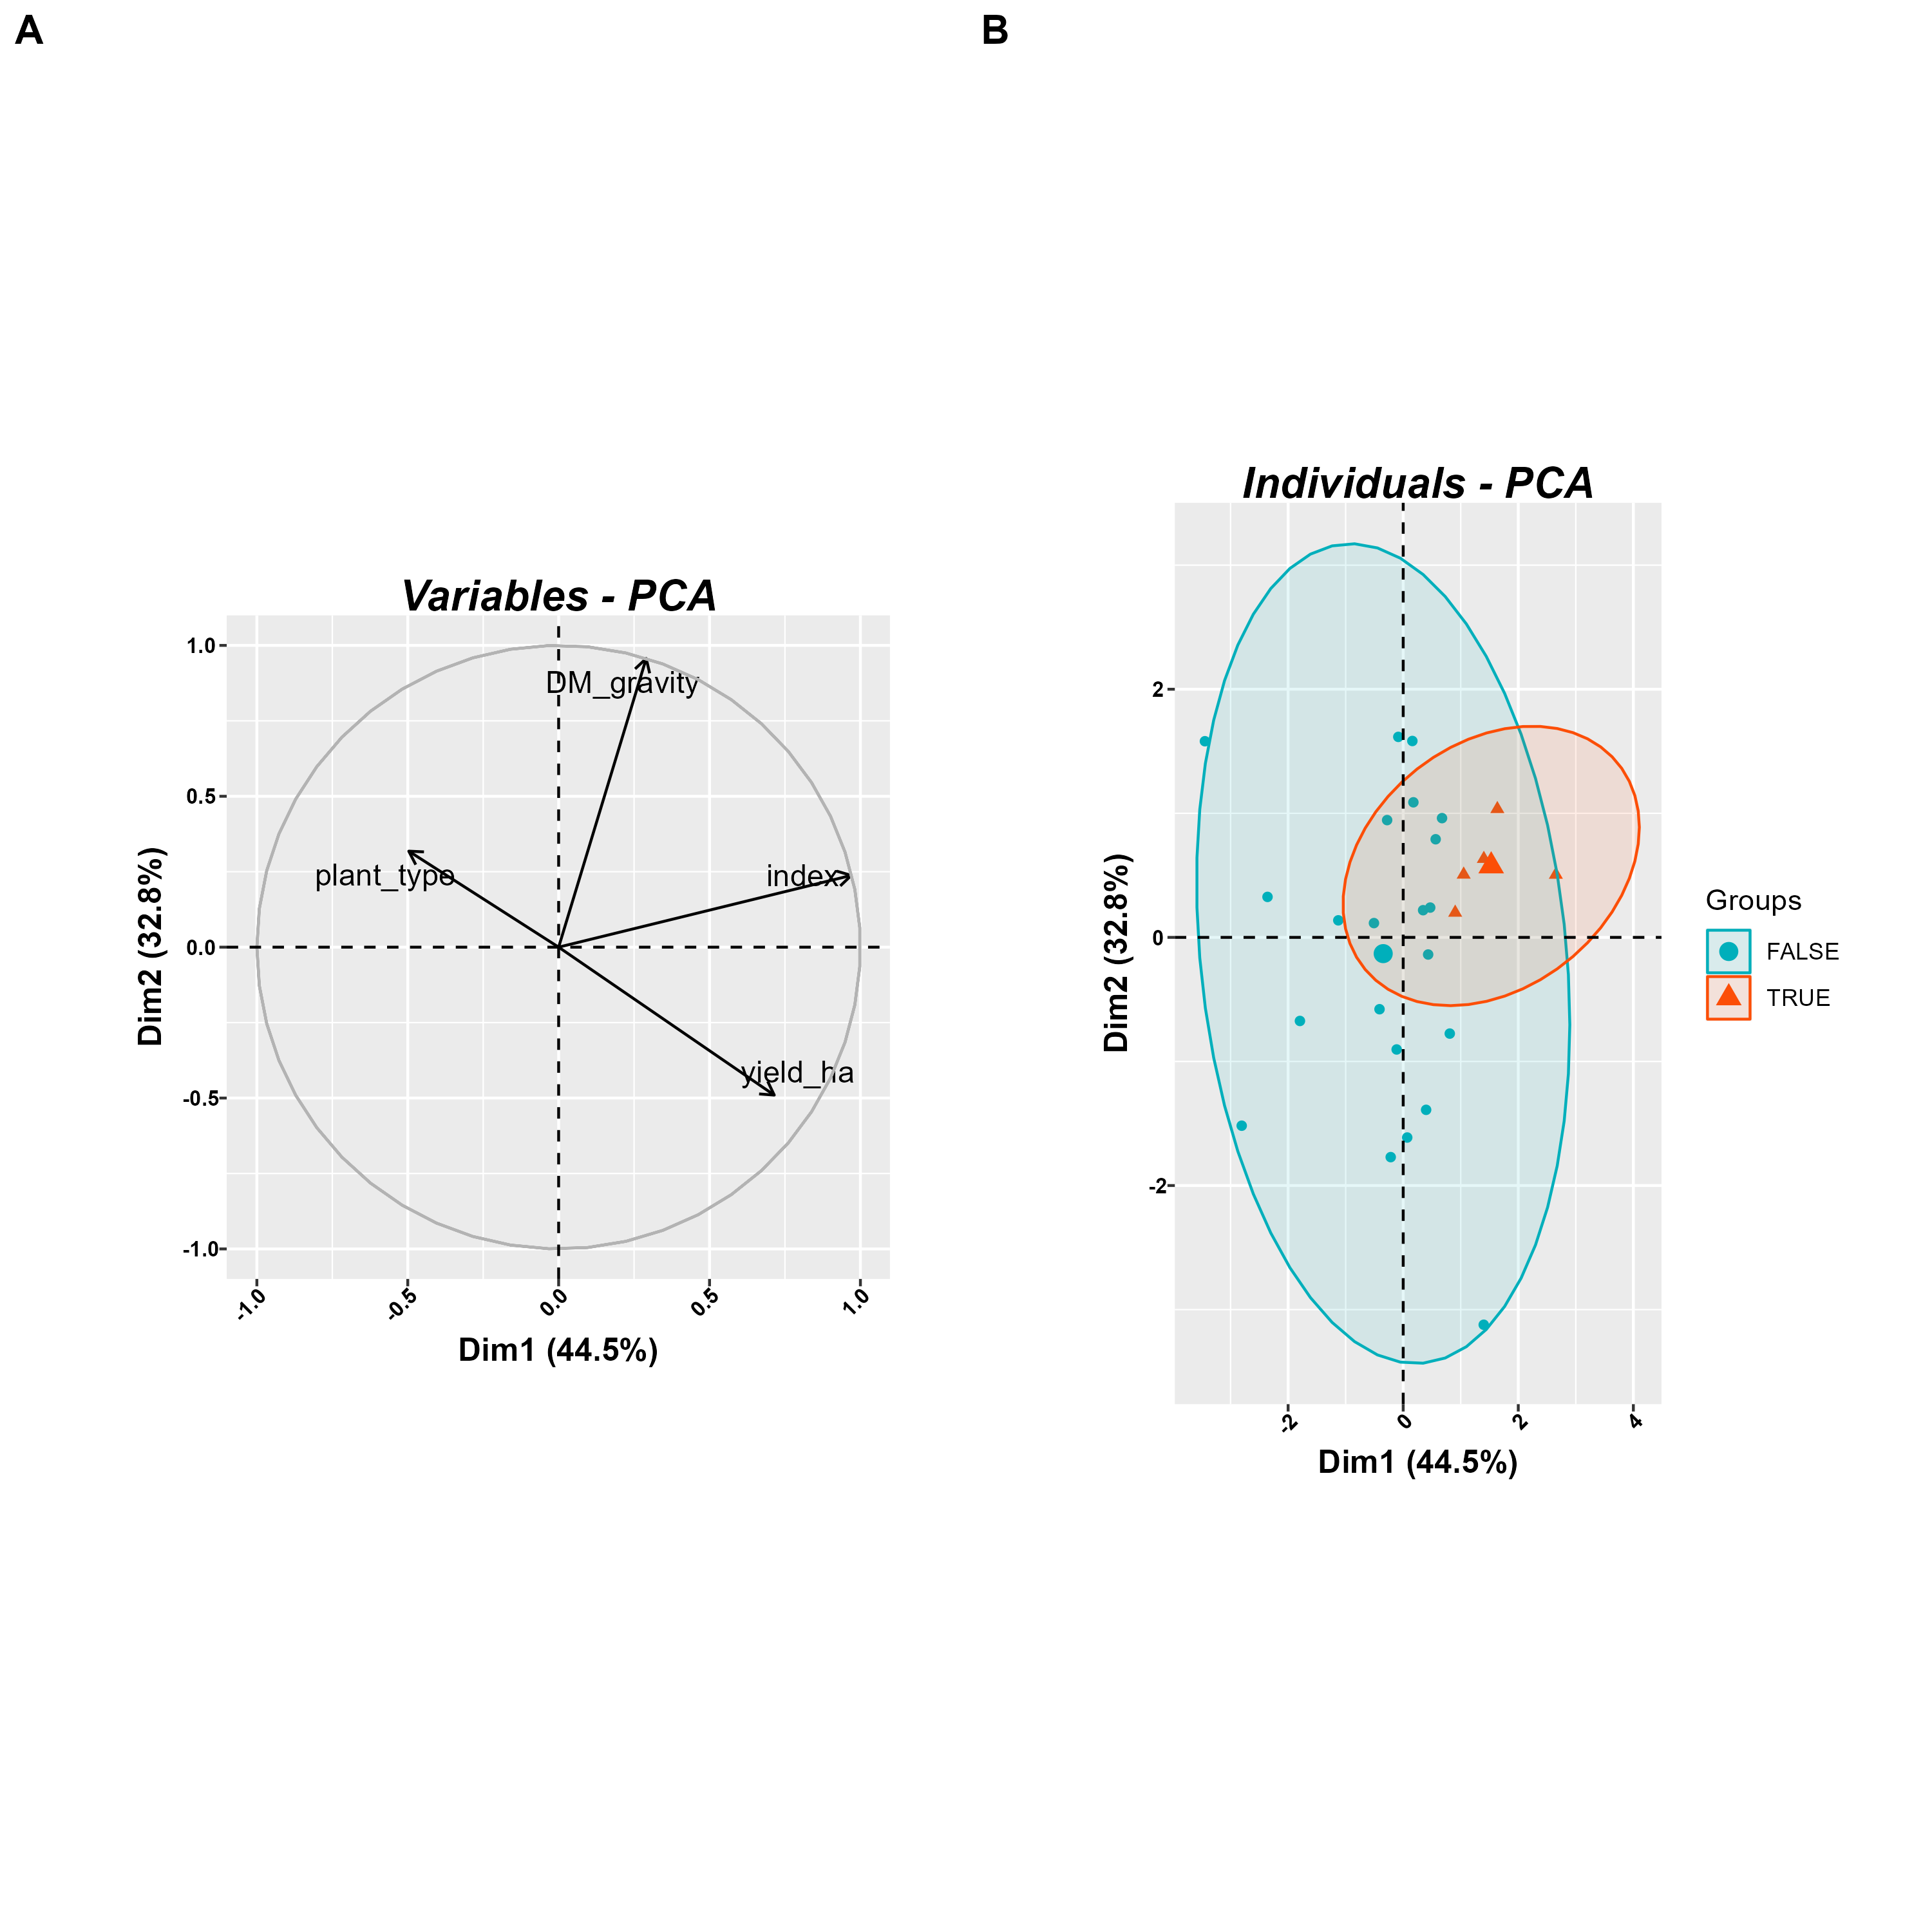 A
B
Variables - PCA
1.0
0.5
0.0
-0.5
-1.0
Dim2 (32.8%)
DM_gravity
plant_type
index
yield_ha
-1.0
-0.5
0.0
0.5
1.0
Dim1 (44.5%)
Individuals - PCA
2
0
-2
Dim2 (32.8%)
-2
0
2
4
Dim1 (44.5%)
Groups
FALSE
TRUE